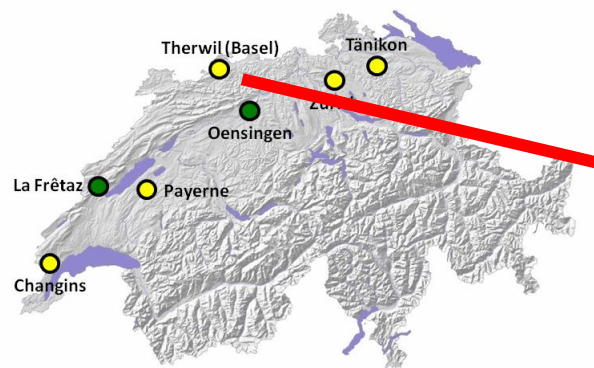 Therwil (Basel)
Tänikon
Oensingen
La Frêtaz
Payerne
Changins